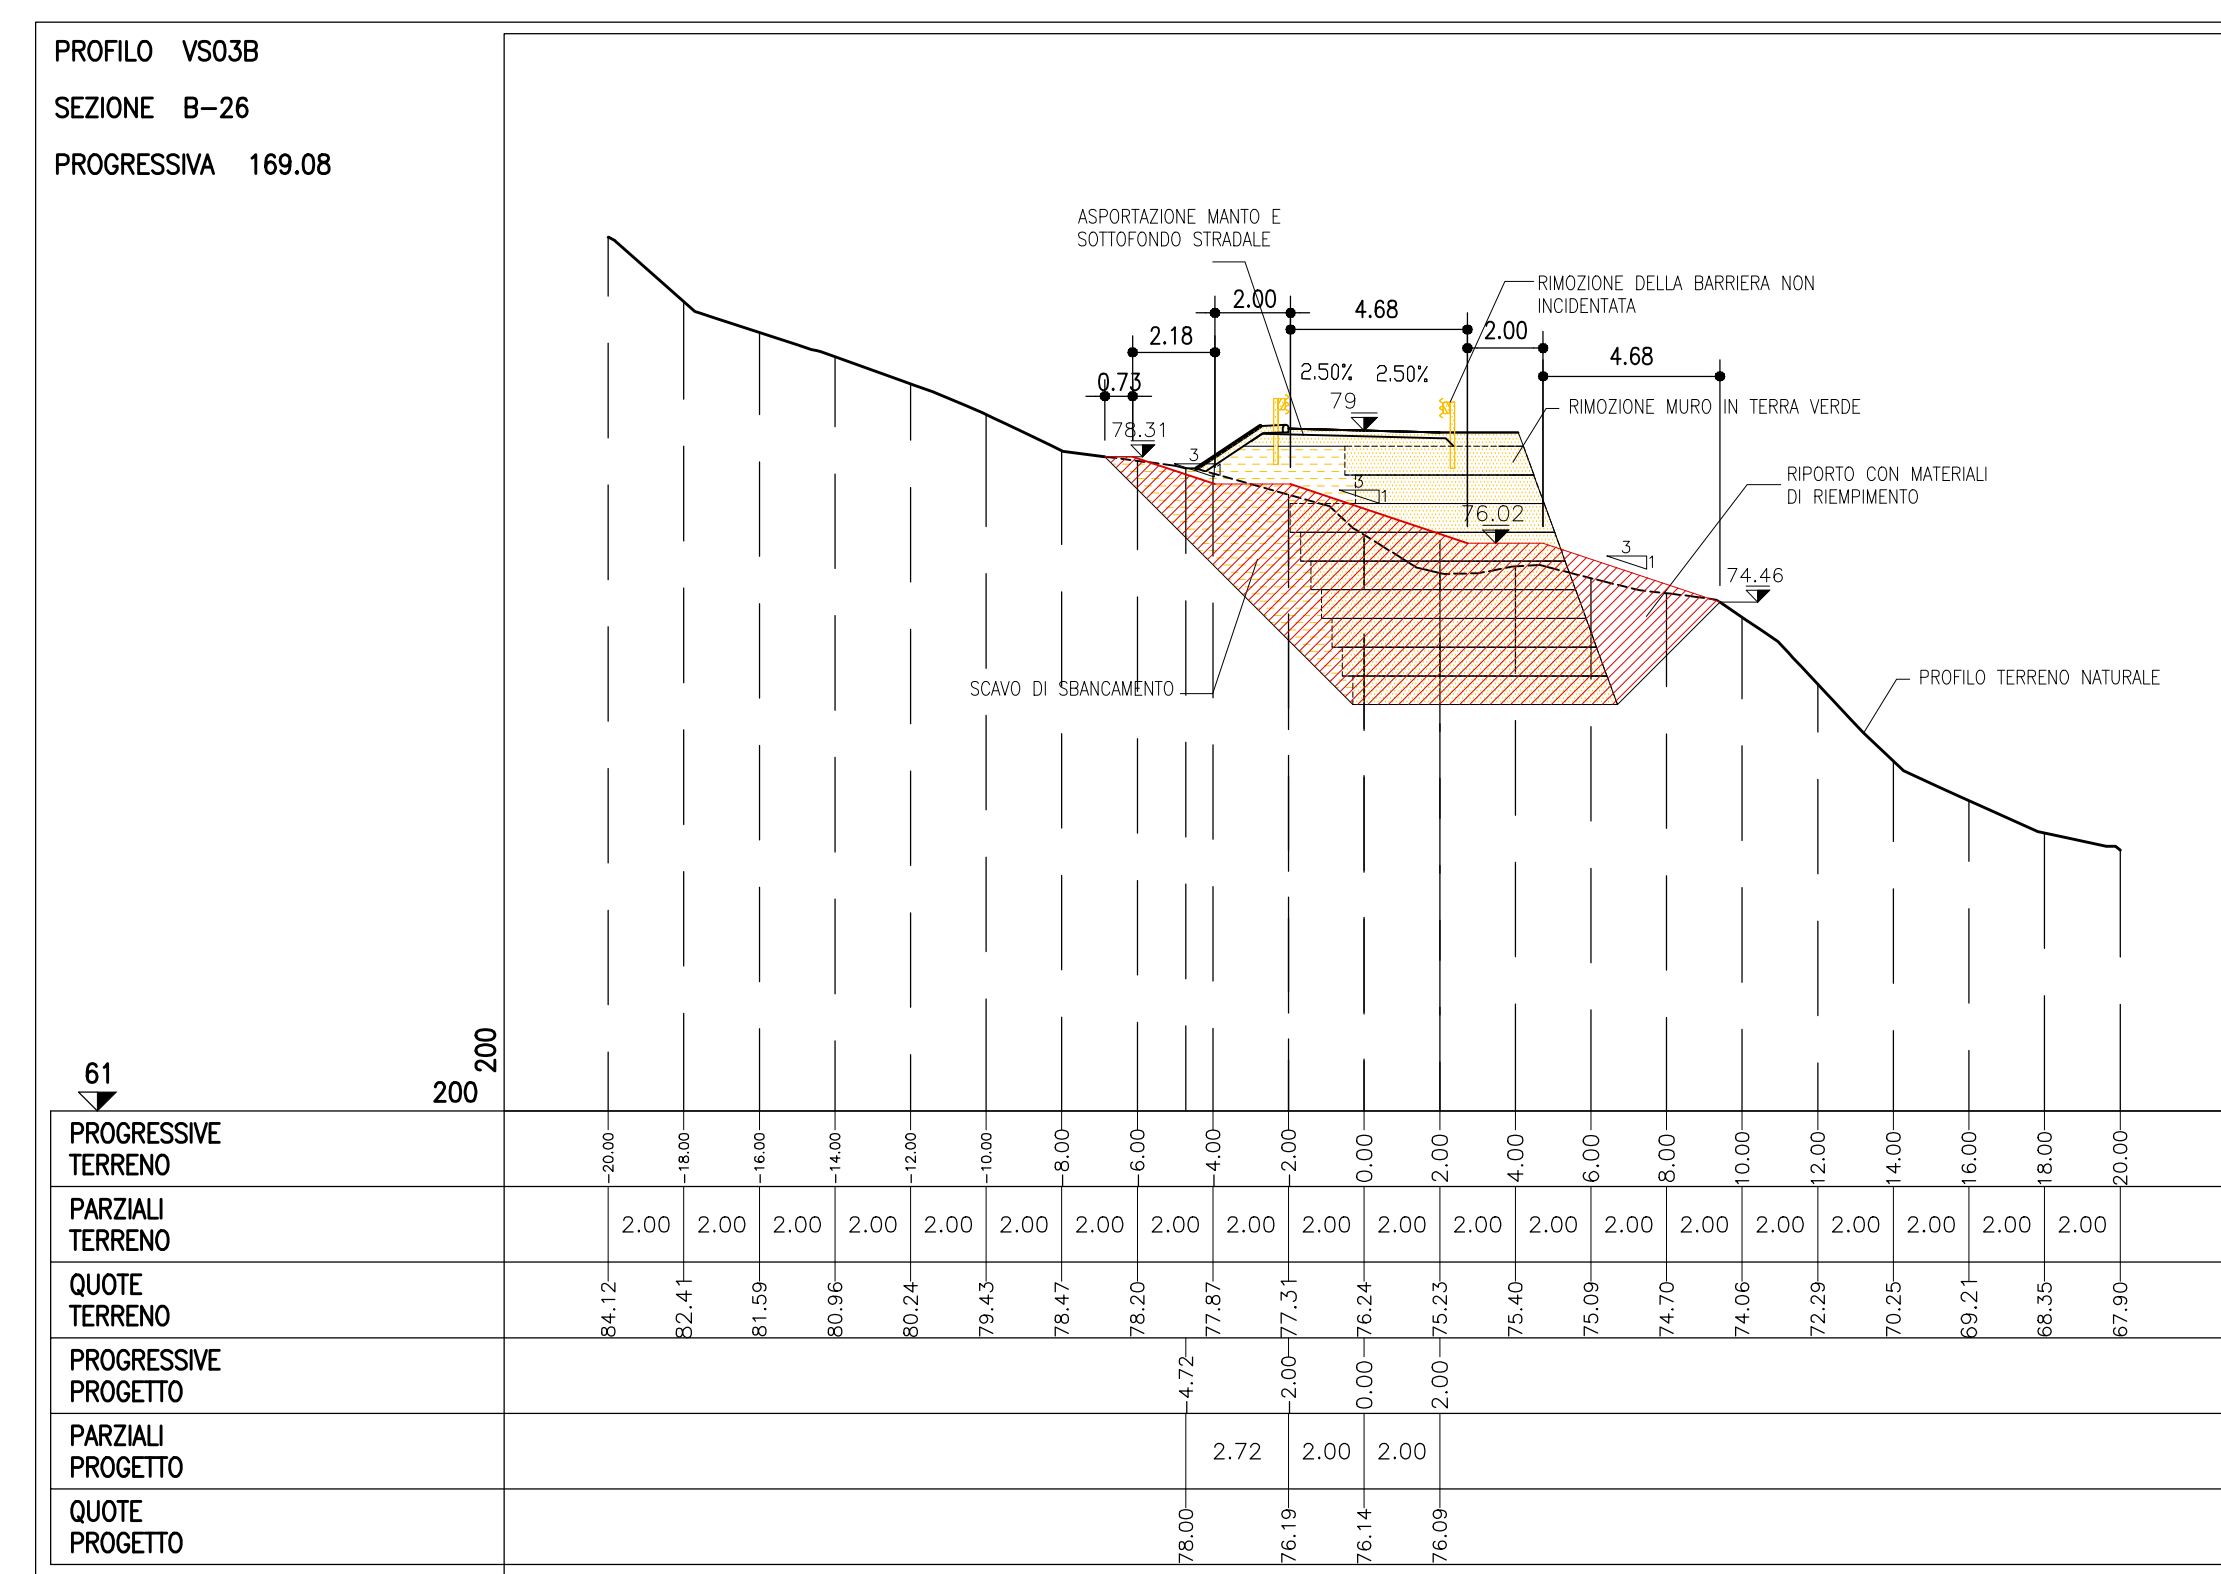 PROFILO VS03B
SEZIONE B-26
PROGRESSIVA 169.08
ASPORTAZIONE MANTO E
SOTTOFONDO STRADALE
RIMOZIONE DELLA BARRIERA NON
INCIDENTATA
2.00
4.68
2.00
2.18
4.68
0.73
2.50% 2.50%
79
RIMOZIONE MURO IN TERRA VERDE
78.31
3
RIPORTO CON MATERIALI
DI RIEMPIMENTO
3
1
76.02
3
1
74.46
SCAVO DI SBANCAMENTO
PROFILO TERRENO NATURALE
200
61
200
PROGRESSIVE
TERRENO
-20.00 -18.00 -16.00 -14.00 -12.00 -10.00 -8.00 -6.00 -4.00 -2.00 0.00 2.00 4.00 6.00 8.00 10.00 12.00 14.00 16.00 18.00 20.00
PARZIALI
TERRENO
2.00 2.00 2.00 2.00 2.00 2.00 2.00 2.00 2.00 2.00 2.00 2.00 2.00 2.00 2.00 2.00 2.00 2.00 2.00 2.00
QUOTE
TERRENO
84.12 82.41 81.59 80.96 80.24 79.43 78.47 78.20 77.87 77.31 76.24 75.23 75.40 75.09 74.70 74.06 72.29 70.25 69.21 68.35 67.90
PROGRESSIVE
PROGETTO
-4.72 -2.00 0.00 2.00
PARZIALI
PROGETTO
2.72 2.00 2.00
QUOTE
PROGETTO
78.00 76.19 76.14 76.09